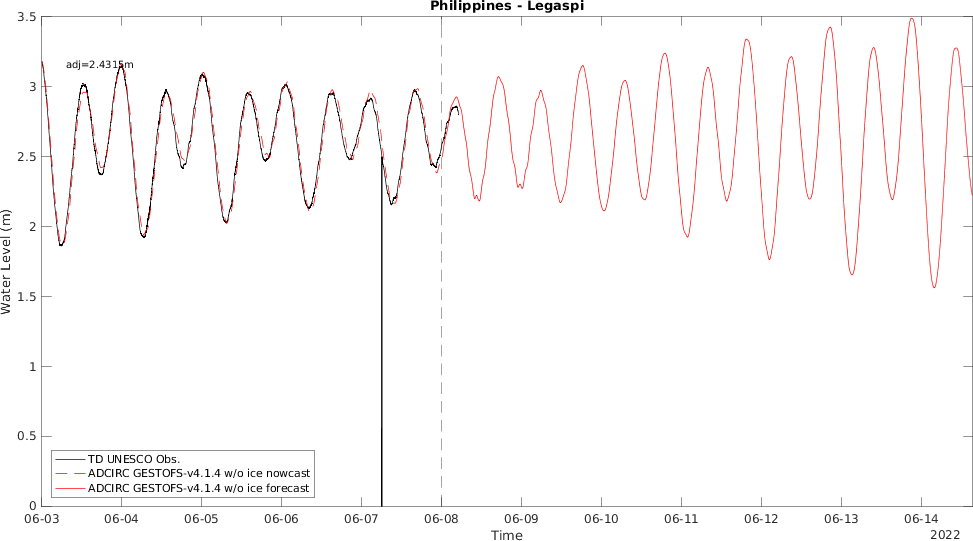 Philippines - Legaspi
adj=2.4315m
Water Level (m)
3.5
3
2.5
2
1.5
1
0.5
0
TD UNESCO Obs.
ADCIRC GESTOFS-v4.1.4 w/o ice nowcast
ADCIRC GESTOFS-v4.1.4 w/o ice forecast
06-03 06-04 06-05 06-06 06-07 06-08 06-09 06-10 06-11 06-12 06-13 06-14
2022
Time